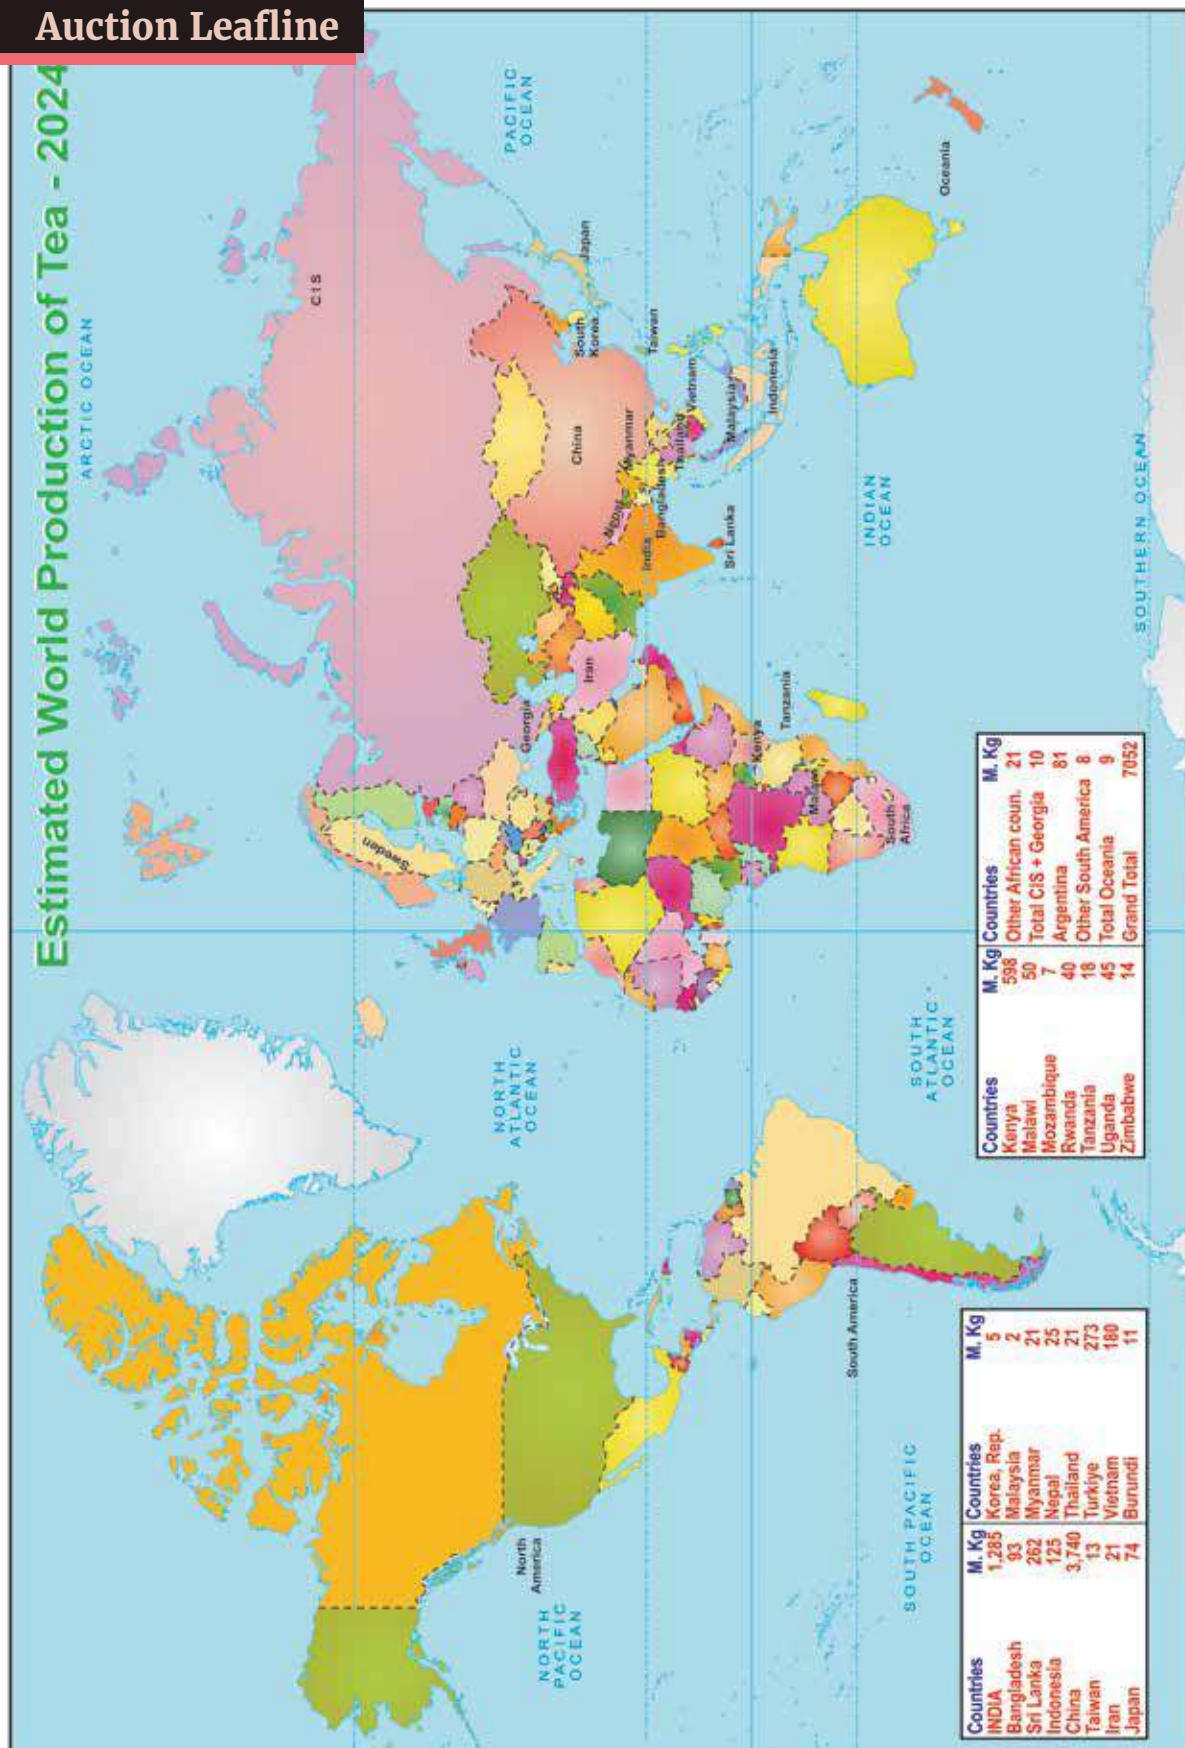 Auction Leafline
Estimated World Production of Tea - 2024
ARCTIC OCEAN
PACIFIC
OCEAN
CIS
Japan
South
Korea
Taiwan
Oceania
China
Myanmar
Vietnam
Thailand
Malaysia
Indonesia
Nepal
Bangladesh
India
Sri Lanka
INDIAN
OCEAN
SOUTHERN OCEAN
Georgia
Iran
Sweden
Kenya
Tanzania
Malawi
South
Africa
NORTH
ATLANTIC
OCEAN
SOUTH
ATLANTIC
OCEAN
North
America
South America
NORTH
PACIFIC
OCEAN
SOUTH PACIFIC
OCEAN
Countries M. Kg Countries M. Kg
INDIA 1,285 Korea, Rep. 5
Bangladesh 93 Malaysia 2
Sri Lanka 262 Myanmar 21
Indonesia 125 Nepal 25
China 3,740 Thailand 21
Taiwan 13 Turkiye 273
Iran 21 Vietnam 180
Japan 74 Burundi 11
Countries M. Kg Countries M. Kg
Kenya 598 Other African coun. 21
Malawi 50 Total CIS + Georgia 10
Mozambique 7 Argentina 81
Rwanda 40 Other South America 8
Tanzania 18 Total Oceania 9
Uganda 45 Grand Total 7052
Zimbabwe 14